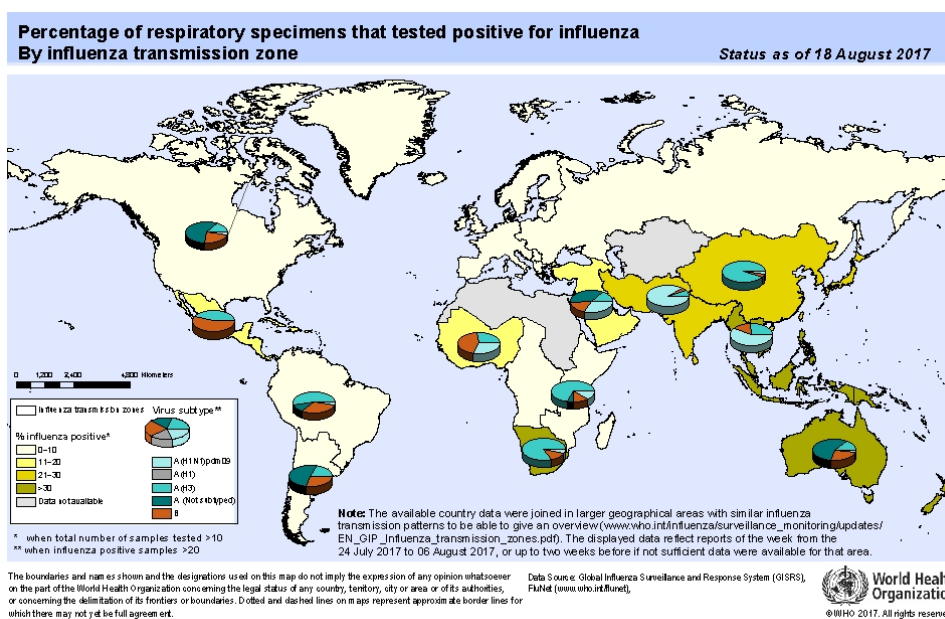 Percentage of respiratory specimens that tested positive for influenza
By influenza transmission zone
Status as of 18 August 2017
0 1,200 2,400 4,800 Kilometers
Influenza transmission zones
Virus subtype**
% influenza positive*
0-10
11-20
21-30
>30
Data not available
A(H1N1)pdm09
A(H1)
A(H3)
A (Not subtyped)
B
* when total number of samples tested >10
** when influenza positive samples >20
Note: The available country data were joined in larger geographical areas with similar influenza
transmission patterns to be able to give an overview (www.who.int/influenza/surveillance_monitoring/updates/
EN_GIP_Influenza_transmission_zones.pdf). The displayed data reflect reports of the week from the
24 July 2017 to 06 August 2017, or up to two weeks before if not sufficient data were available for that area.
The boundaries and names shown and the designations used on this map do not imply the expression of any opinion whatsoever
on the part of the World Health Organization concerning the legal status of any country, territory, city or area or of its authorities,
or concerning the delimitation of its frontiers or boundaries. Dotted and dashed lines on maps represent approximate border lines for
which there may not yet be full agreement.
Data Source: Global Influenza Surveillance and Response System (GISRS),
FluNet (www.who.int/flunet),
World Heal
Organizatio
© WHO 2017. All rights reserve